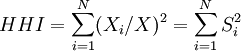 HHI = \sum_{i=1}^{N} (X_i/X)^2 = \sum_{i=1}^{N} S_i^2